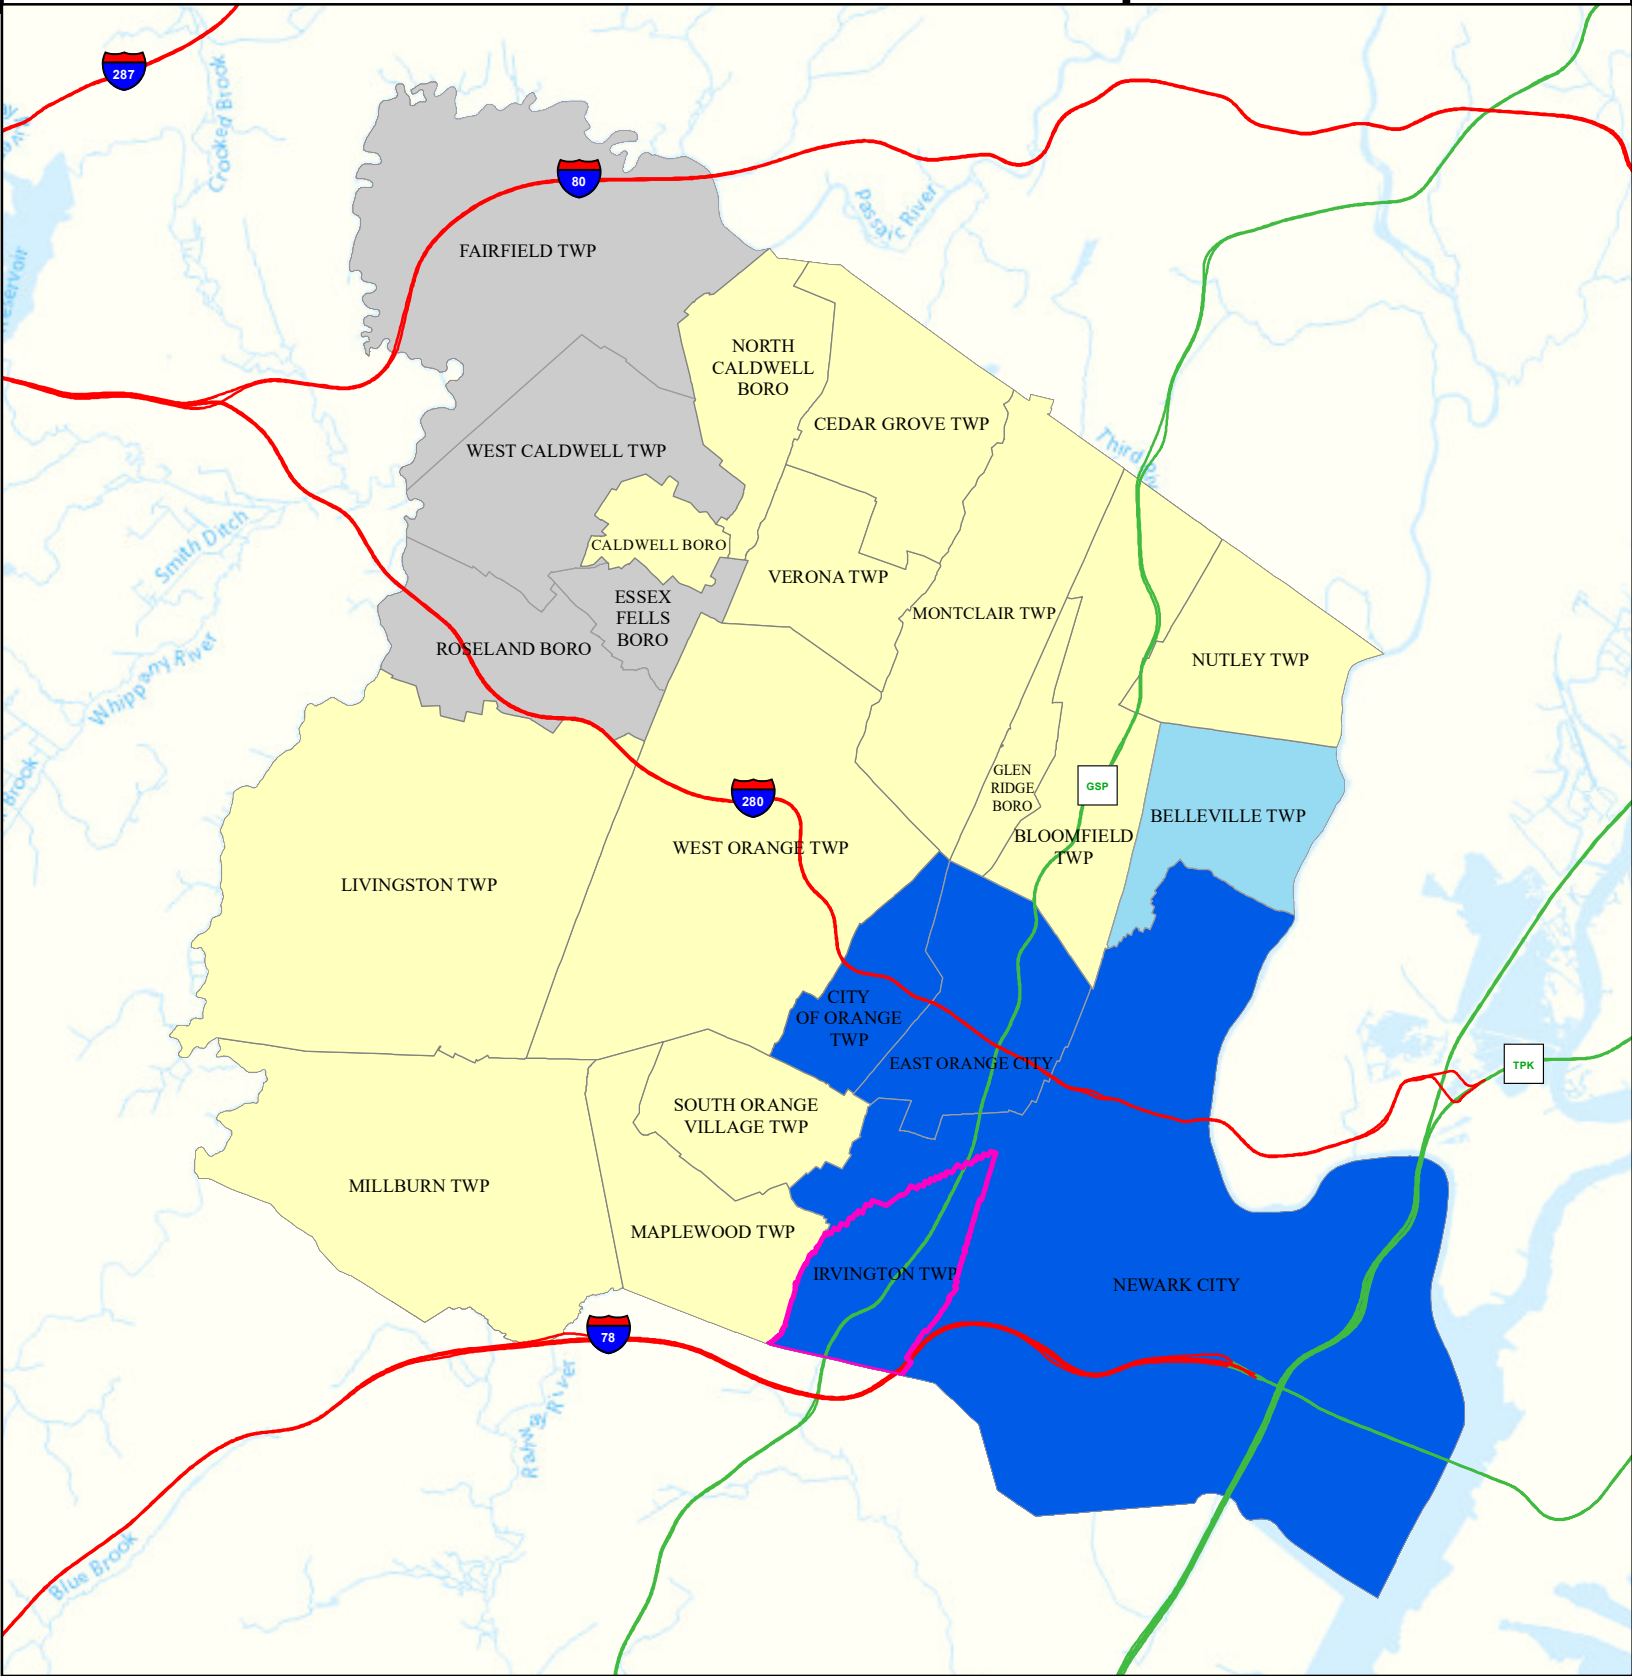 287
Crooked Brook
80
Passaic River
FAIRFIELD TWP
Reservoir
NORTH
CALDWELL
BORO
CEDAR GROVE TWP
WEST CALDWELL TWP
Third
Smith Ditch
CALDWELL BORO
VERONA TWP
ESSEX
FELLS
BORO
MONTCLAIR TWP
ROSELAND BORO
NUTLEY TWP
Whippany River
Brook
GLEN
RIDGE
BORO
GSP
280
BELLEVILLE TWP
BLOOMFIELD
TWP
WEST ORANGE TWP
LIVINGSTON TWP
CITY
OF ORANGE
TWP
EAST ORANGE CITY
TPK
SOUTH ORANGE
VILLAGE TWP
MILLBURN TWP
MAPLEWOOD TWP
IRVINGTON TWP
NEWARK CITY
78
River
Blue Brook